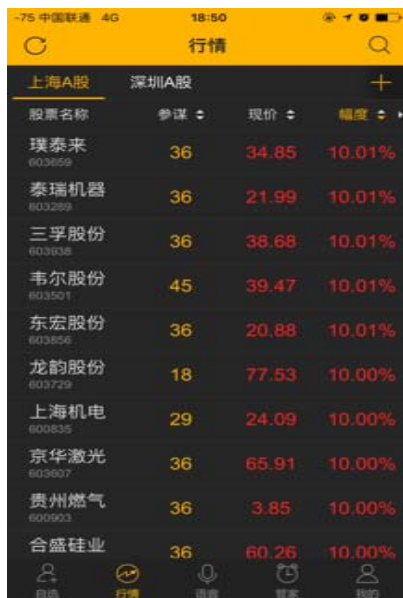 -75 中国联通 4G 18:50
行情
上海A股 深圳A股 +
股票名称 参谋 现价 幅度
璞泰来 36 34.85 10.01%
603659
泰瑞机器 36 21.99 10.01%
603289
三孚股份 36 38.68 10.01%
603938
韦尔股份 45 39.47 10.01%
603501
东宏股份 36 20.88 10.01%
603856
龙韵股份 18 77.53 10.00%
603729
上海机电 29 24.09 10.00%
600835
京华激光 36 65.91 10.00%
603607
贵州燃气 36 3.85 10.00%
600903
合盛硅业 36 60.26 10.00%
自选 行情 语音 管家 我的